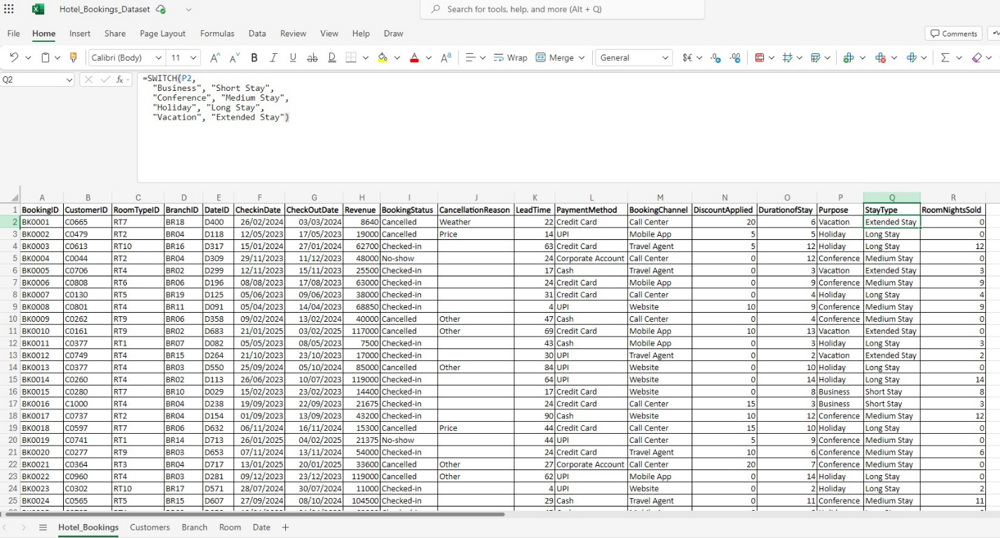 Hotel_Bookings_Dataset
Search for tools, help, and more (Alt + Q)
File Home Insert Share Page Layout Formulas Data Review View Help Draw
Comments
Calibri (Body) 11 B I U ab D Wrap Merge General $€
Q2 fx =SWITCH(P2,
"Business", "Short Stay",
"Conference", "Medium Stay",
"Holiday", "Long Stay",
"Vacation", "Extended Stay")
A B C D E F G H I J K L M N O P Q R
1 BookingID CustomerID RoomTypeID BranchID DateID CheckinDate CheckOutDate Revenue BookingStatus CancellationReason LeadTime PaymentMethod BookingChannel DiscountApplied DurationofStay Purpose StayType RoomNightsSold
2 BK0001 C0665 RT7 BR18 D400 26/02/2024 03/03/2024 8640 Cancelled Weather 22 Credit Card Call Center 20 6 Vacation Extended Stay 0
3 BK0002 C0479 RT2 BR04 D118 12/05/2023 17/05/2023 19000 Cancelled Price 14 UPI Mobile App 5 5 Holiday Long Stay 0
4 BK0003 C0613 RT10 BR16 D317 15/01/2024 27/01/2024 62700 Checked-in 63 Credit Card Travel Agent 5 12 Holiday Long Stay 12
5 BK0004 C0044 RT2 BR04 D309 29/11/2023 11/12/2023 48000 No-show 24 Corporate Account Call Center 0 12 Conference Medium Stay 0
6 BK0005 C0706 RT4 BR02 D299 12/11/2023 15/11/2023 25500 Checked-in 17 Cash Travel Agent 0 3 Vacation Extended Stay 3
7 BK0006 C0808 RT6 BR06 D196 08/08/2023 17/08/2023 63000 Checked-in 24 Credit Card Mobile App 0 9 Conference Medium Stay 9
8 BK0007 C0130 RT5 BR19 D125 05/06/2023 09/06/2023 38000 Checked-in 31 Credit Card Call Center 0 4 Holiday Long Stay 4
9 BK0008 C0801 RT4 BR11 D091 05/04/2023 14/04/2023 68850 Checked-in 4 UPI Website 10 9 Conference Medium Stay 9
10 BK0009 C0262 RT9 BR06 D358 09/02/2024 13/02/2024 40000 Cancelled Other 47 Cash Call Center 0 4 Conference Medium Stay 0
11 BK0010 C0161 RT9 BR02 D683 21/01/2025 03/02/2025 117000 Cancelled Other 69 Credit Card Mobile App 10 13 Vacation Extended Stay 0
12 BK0011 C0377 RT1 BR07 D082 05/05/2023 08/05/2023 7500 Checked-in 43 Cash Mobile App 0 3 Holiday Long Stay 3
13 BK0012 C0749 RT4 BR15 D264 21/10/2023 23/10/2023 17000 Checked-in 30 UPI Travel Agent 0 2 Vacation Extended Stay 2
14 BK0013 C0377 RT4 BR03 D550 25/09/2024 05/10/2024 85000 Cancelled Other 84 UPI Website 0 10 Holiday Long Stay 0
15 BK0014 C0260 RT4 BR02 D113 26/06/2023 10/07/2023 119000 Checked-in 64 UPI Website 0 14 Holiday Long Stay 14
16 BK0015 C0280 RT7 BR10 D029 15/02/2023 23/02/2023 14400 Checked-in 17 Credit Card Website 0 8 Business Short Stay 8
17 BK0016 C1000 RT4 BR04 D238 19/09/2023 22/09/2023 21675 Checked-in 24 Credit Card Call Center 15 3 Business Short Stay 3
18 BK0017 C0737 RT2 BR04 D154 01/09/2023 13/09/2023 43200 Checked-in 90 Cash Website 10 12 Conference Medium Stay 12
19 BK0018 C0597 RT7 BR06 D632 06/11/2024 16/11/2024 15300 Cancelled Price 44 Credit Card Call Center 15 10 Holiday Long Stay 0
20 BK0019 C0741 RT1 BR14 D713 26/01/2025 04/02/2025 21375 No-show 44 UPI Call Center 5 9 Conference Medium Stay 0
21 BK0020 C0277 RT9 BR03 D653 07/11/2024 13/11/2024 54000 Checked-in 24 Credit Card Travel Agent 10 6 Conference Medium Stay 6
22 BK0021 C0364 RT3 BR04 D717 13/01/2025 20/01/2025 33600 Cancelled Other 27 Corporate Account Call Center 20 7 Conference Medium Stay 0
23 BK0022 C0960 RT4 BR03 D281 09/12/2023 23/12/2023 119000 Cancelled Other 62 UPI Mobile App 0 14 Holiday Long Stay 0
24 BK0023 C0302 RT10 BR17 D571 28/07/2024 30/07/2024 11000 Checked-in 4 UPI Website 0 2 Holiday Long Stay 2
25 BK0024 C0565 RT5 BR15 D607 27/09/2024 08/10/2024 104500 Checked-in 29 Cash Travel Agent 0 11 Conference Medium Stay 11
Hotel_Bookings Customers Branch Room Date